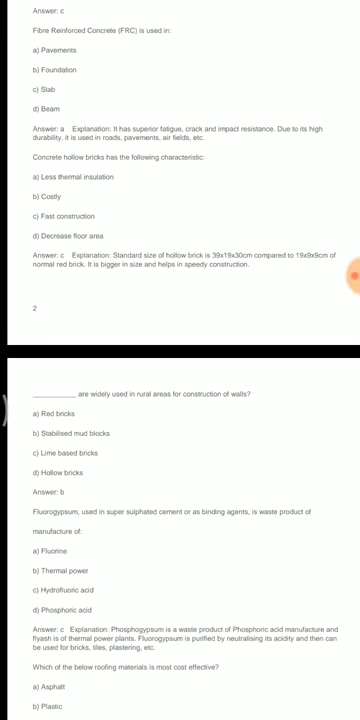 Answer: c
Fibre Reinforced Concrete (FRC) is used in:
a) Pavements
b) Foundation
c) Slab
d) Beam
Answer: a Explanation: It has superior fatigue, crack and impact resistance. Due to its high
durability, it is used in roads, pavements, air fields, etc.
Concrete hollow bricks has the following characteristic:
a) Less thermal insulation
b) Costly
c) Fast construction
d) Decrease floor area
Answer: c Explanation: Standard size of hollow brick is 39x19x30cm compared to 19x9x9cm of
normal red brick. It is bigger in size and helps in speedy construction.
2
____________ are widely used in rural areas for construction of walls?
a) Red bricks
b) Stabilised mud blocks
c) Lime based bricks
d) Hollow bricks
Answer: b
Fluorogypsum, used in super sulphated cement or as binding agents, is waste product of
manufacture of:
a) Fluorine
b) Thermal power
c) Hydrofluoric acid
d) Phosphoric acid
Answer: c Explanation: Phosphogypsum is a waste product of Phosphoric acid manufacture and
flyash is of thermal power plants. Fluorogypsum is purified by neutralising its acidity and then can
be used for bricks, tiles, plastering, etc.
Which of the below roofing materials is most cost effective?
a) Asphalt
b) Plastic